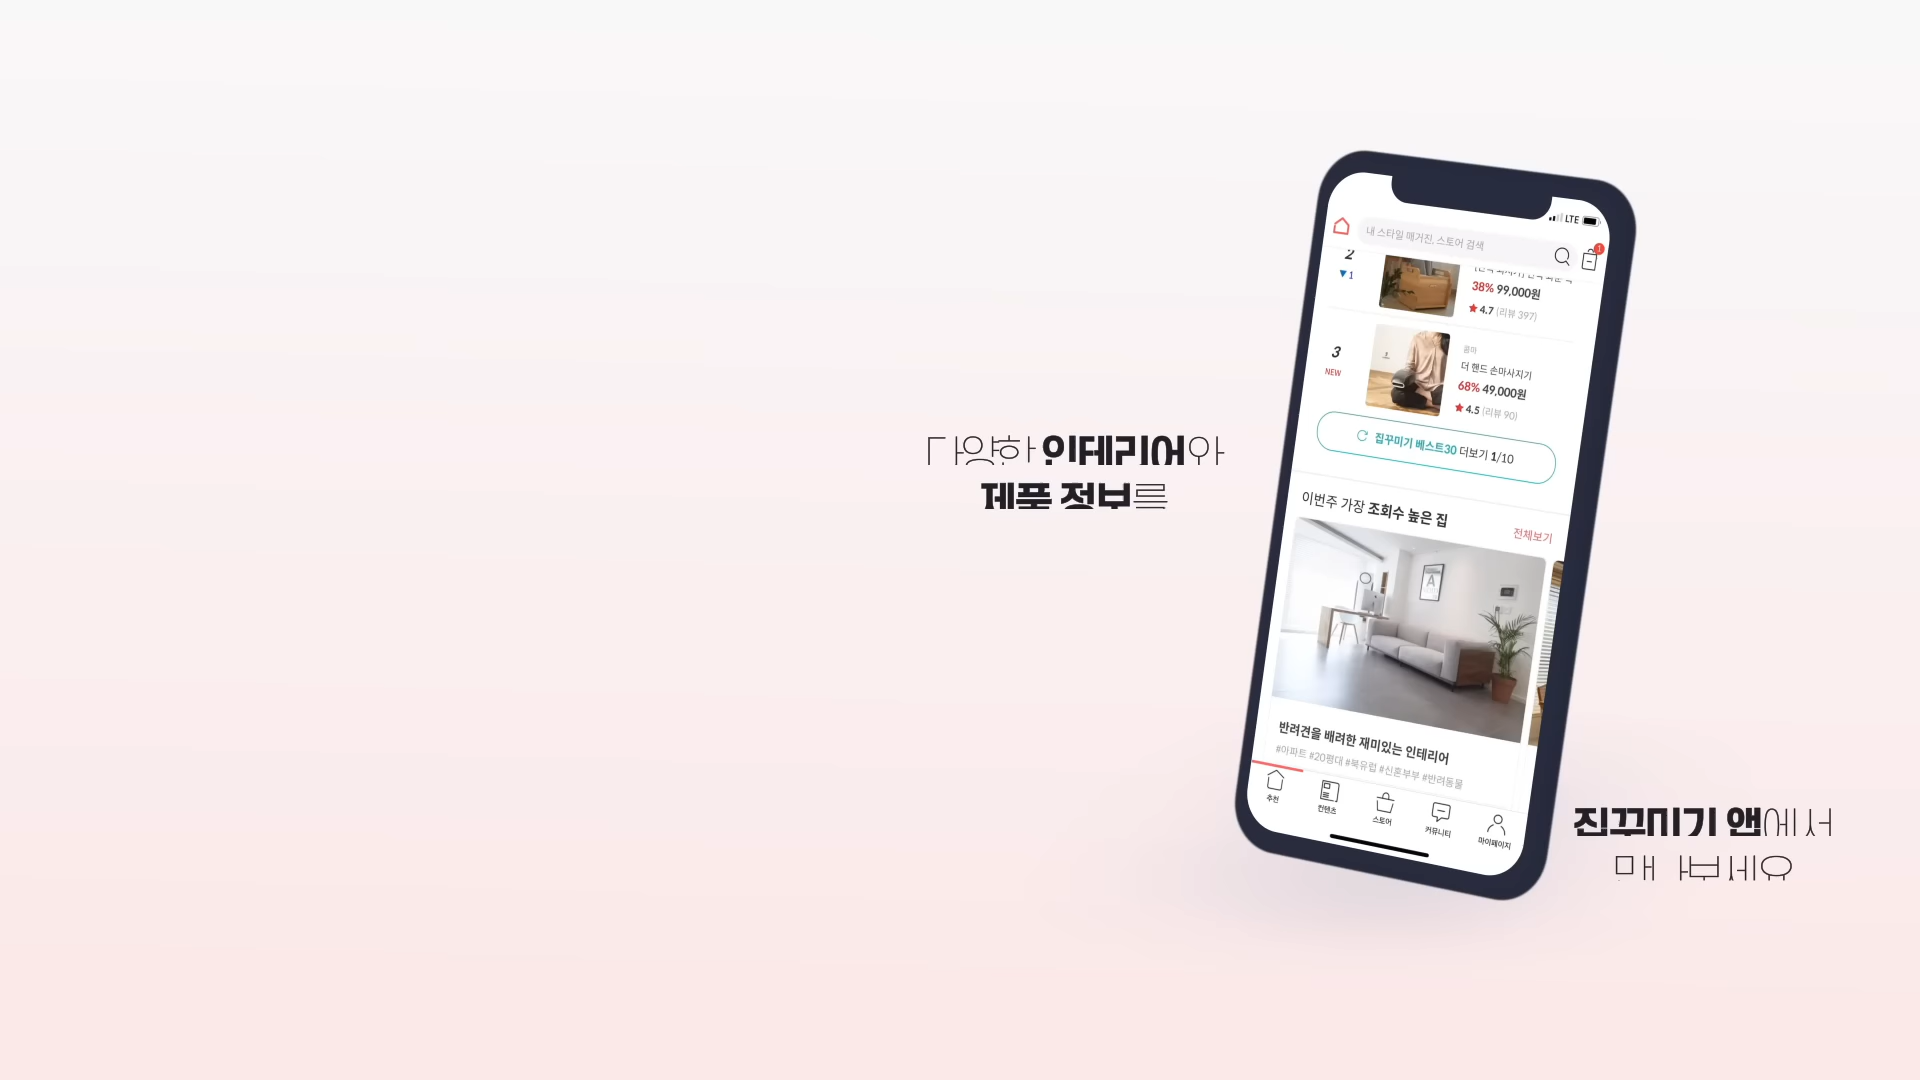 다양한 인테리어와
제품 정보를
LTE
내 스타일 매거진, 스토어 검색
1
2
▼1
38% 99,000원
★ 4.7 (리뷰 397)
3
NEW
콤마
더 핸드 손마사지기
68% 49,000원
★ 4.5 (리뷰 90)
집꾸미기 베스트30 더보기 1/10
이번주 가장 조회수 높은 집
전체보기
A
반려견을 배려한 재미있는 인테리어
#아파트 #20평대 #북유럽 #신혼부부 #반려동물
추천
컨텐츠
스토어
커뮤니티
마이페이지
집꾸미기 앱에서